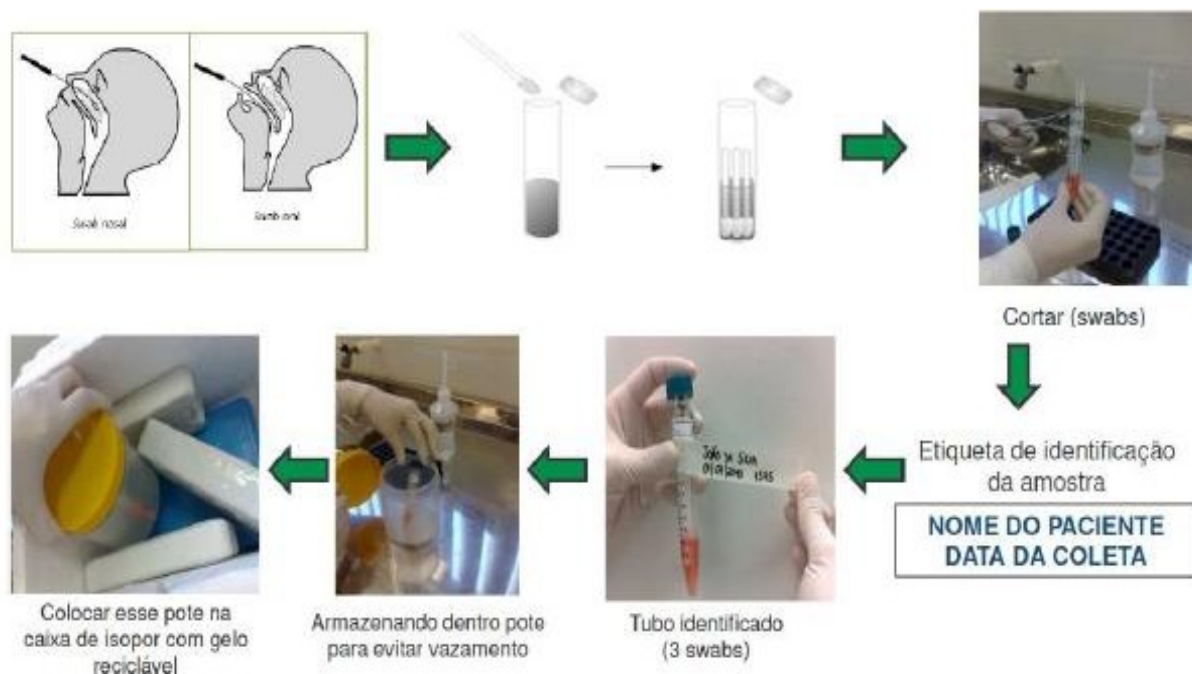 Swab nasal
Swab oral
Cortar (swabs)
Etiqueta de identificação
da amostra
NOME DO PACIENTE
DATA DA COLETA
Tubo identificado
(3 swabs)
Armazenando dentro pote
para evitar vazamento
Colocar esse pote na
caixa de isopor com gelo
reciclável